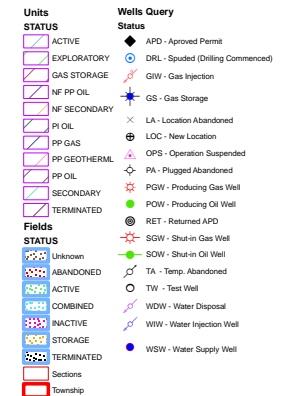 Units
STATUS
ACTIVE
EXPLORATORY
GAS STORAGE
NF PP OIL
NF SECONDARY
PI OIL
PP GAS
PP GEOTHERML
PP OIL
SECONDARY
TERMINATED
Fields
STATUS
Unknown
ABANDONED
ACTIVE
COMBINED
INACTIVE
STORAGE
TERMINATED
Sections
Township
Wells Query
Status
APD - Aproved Permit
DRL - Spuded (Drilling Commenced)
GIW - Gas Injection
GS - Gas Storage
LA - Location Abandoned
LOC - New Location
OPS - Operation Suspended
PA - Plugged Abandoned
PGW - Producing Gas Well
POW - Producing Oil Well
RET - Returned APD
SGW - Shut-in Gas Well
SOW - Shut-in Oil Well
TA - Temp. Abandoned
TW - Test Well
WDW - Water Disposal
WIW - Water Injection Well
WSW - Water Supply Well